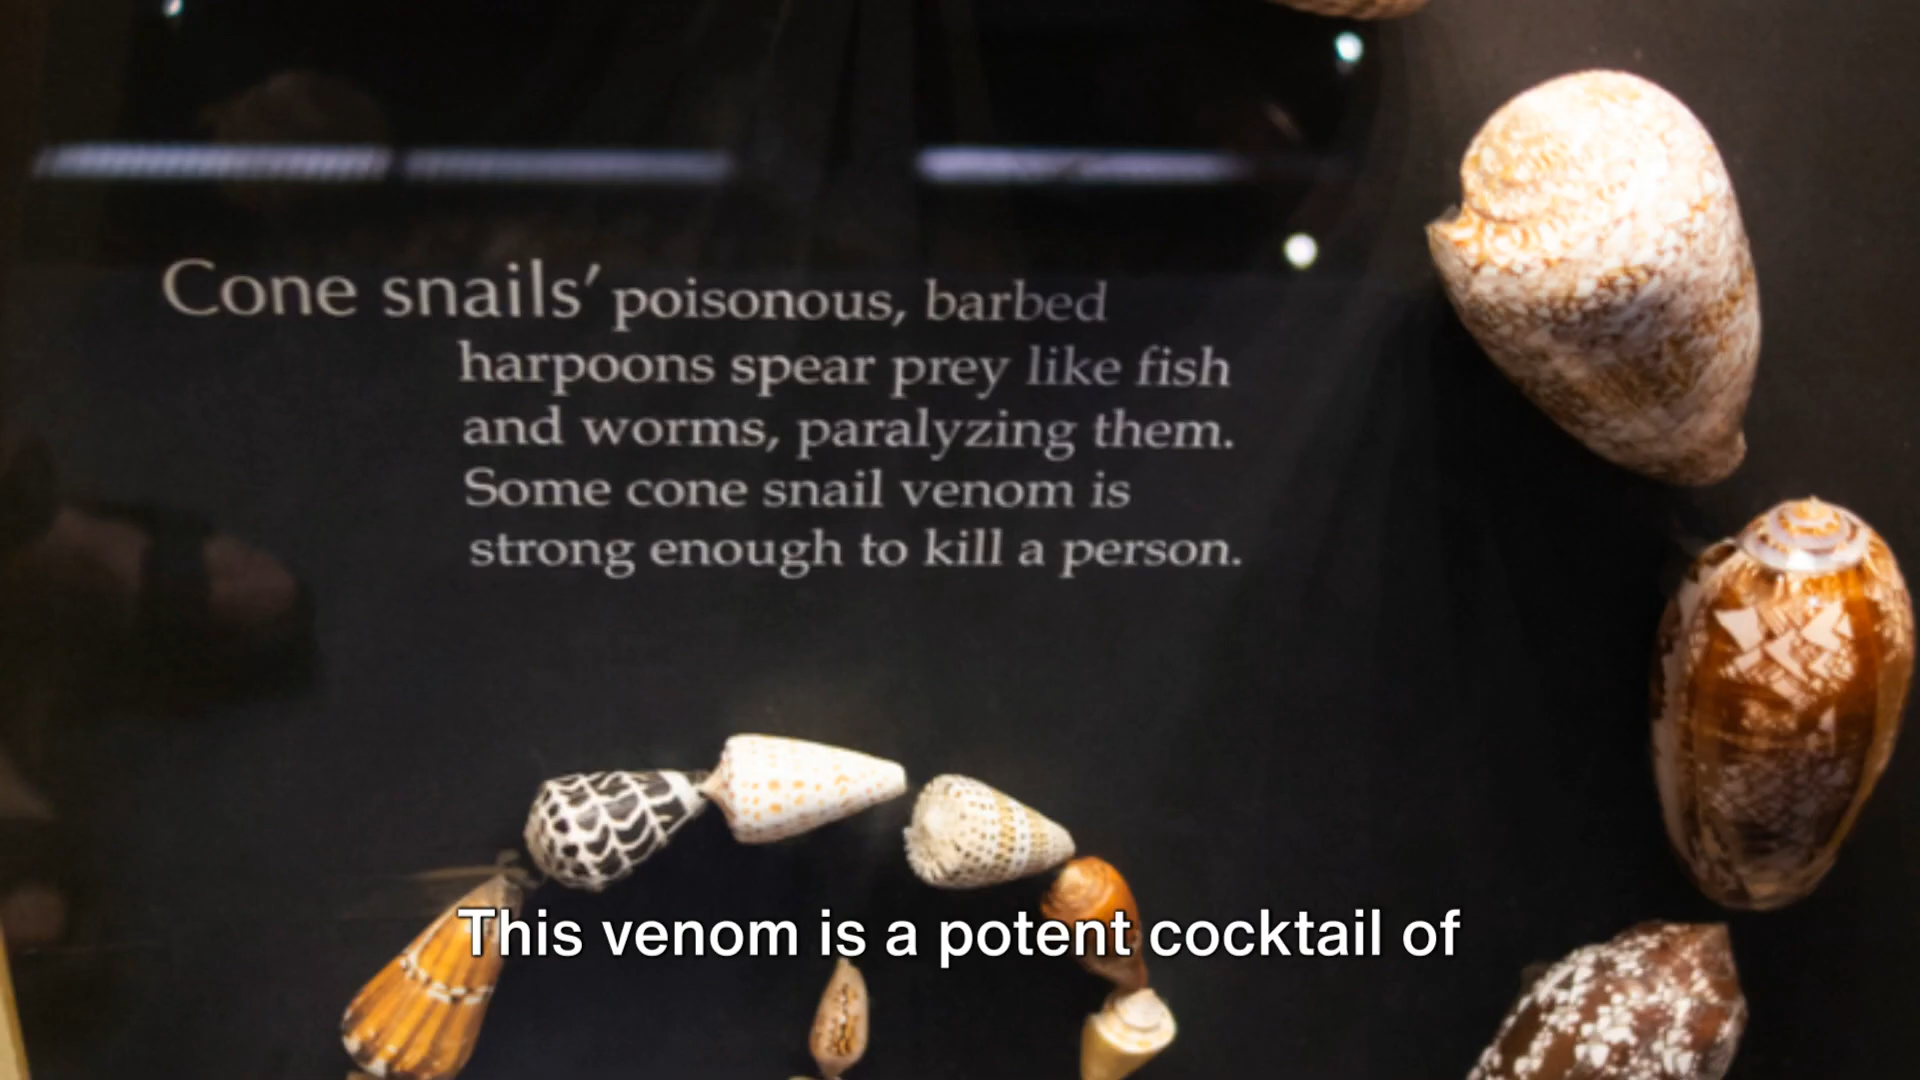 Cone snails' poisonous, barbed
harpoons spear prey like fish
and worms, paralyzing them.
Some cone snail venom is
strong enough to kill a person.
This venom is a potent cocktail of